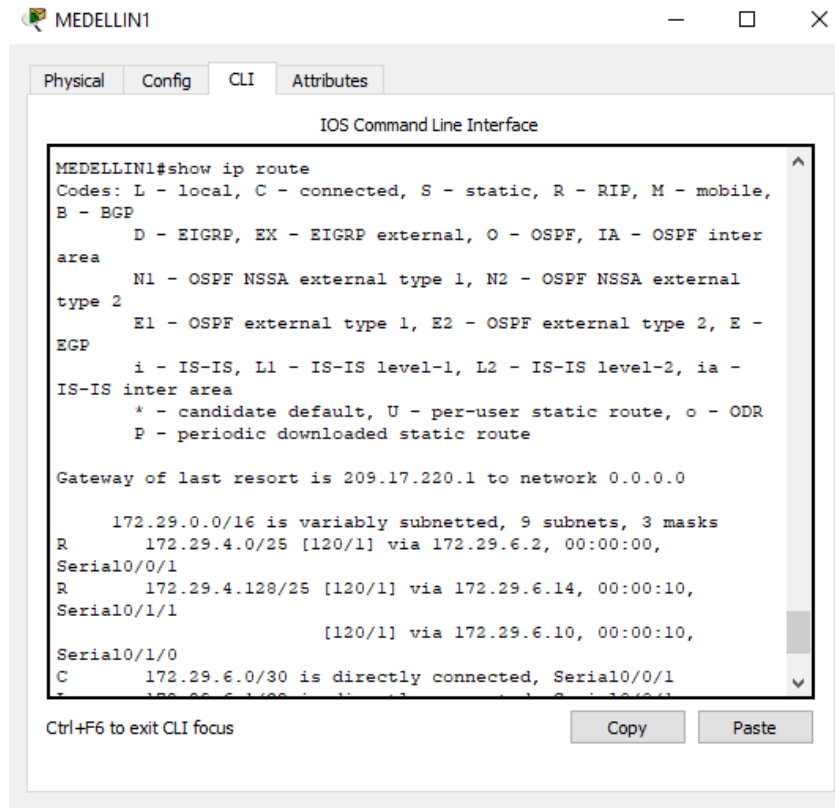 MEDELLIN1
Physical Config CLI Attributes
IOS Command Line Interface
MEDELLIN1#show ip route
Codes: L - local, C - connected, S - static, R - RIP, M - mobile,
B - BGP
D - EIGRP, EX - EIGRP external, O - OSPF, IA - OSPF inter
area
N1 - OSPF NSSA external type 1, N2 - OSPF NSSA external
type 2
E1 - OSPF external type 1, E2 - OSPF external type 2, E -
EGP
i - IS-IS, L1 - IS-IS level-1, L2 - IS-IS level-2, ia -
IS-IS inter area
* - candidate default, U - per-user static route, o - ODR
P - periodic downloaded static route
Gateway of last resort is 209.17.220.1 to network 0.0.0.0
172.29.0.0/16 is variably subnetted, 9 subnets, 3 masks
R 172.29.4.0/25 [120/1] via 172.29.6.2, 00:00:00,
Serial0/0/1
R 172.29.4.128/25 [120/1] via 172.29.6.14, 00:00:10,
Serial0/1/1
[120/1] via 172.29.6.10, 00:00:10,
Serial0/1/0
C 172.29.6.0/30 is directly connected, Serial0/0/1
Ctrl+F6 to exit CLI focus
Copy Paste